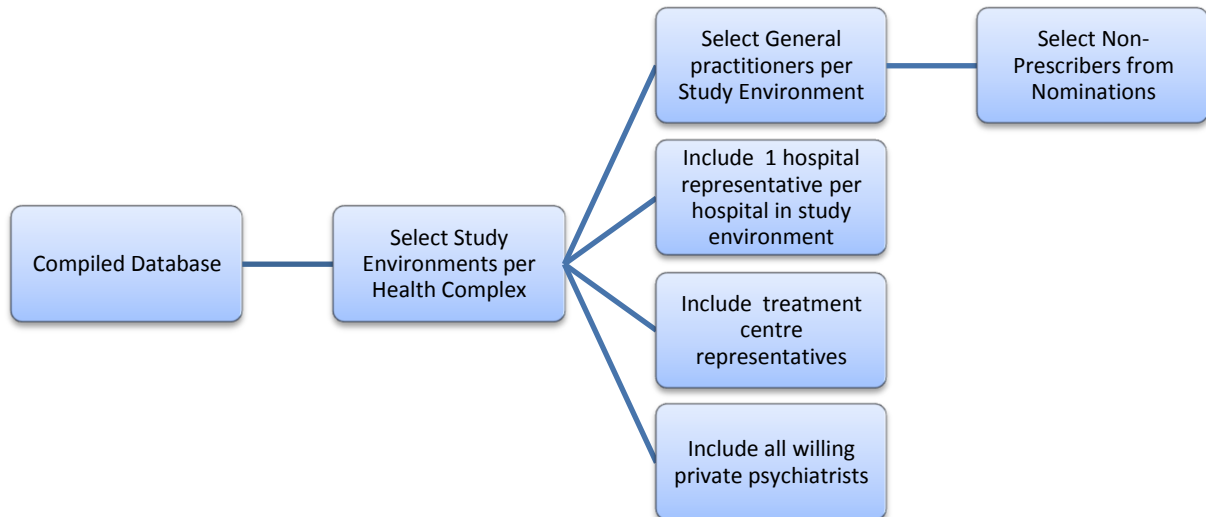 Compiled Database
Select Study
Environments per
Health Complex
Select General
practitioners per
Study Environment
Select Non-
Prescribers from
Nominations
Include 1 hospital
representative per
hospital in study
environment
Include treatment
centre
representatives
Include all willing
private psychiatrists